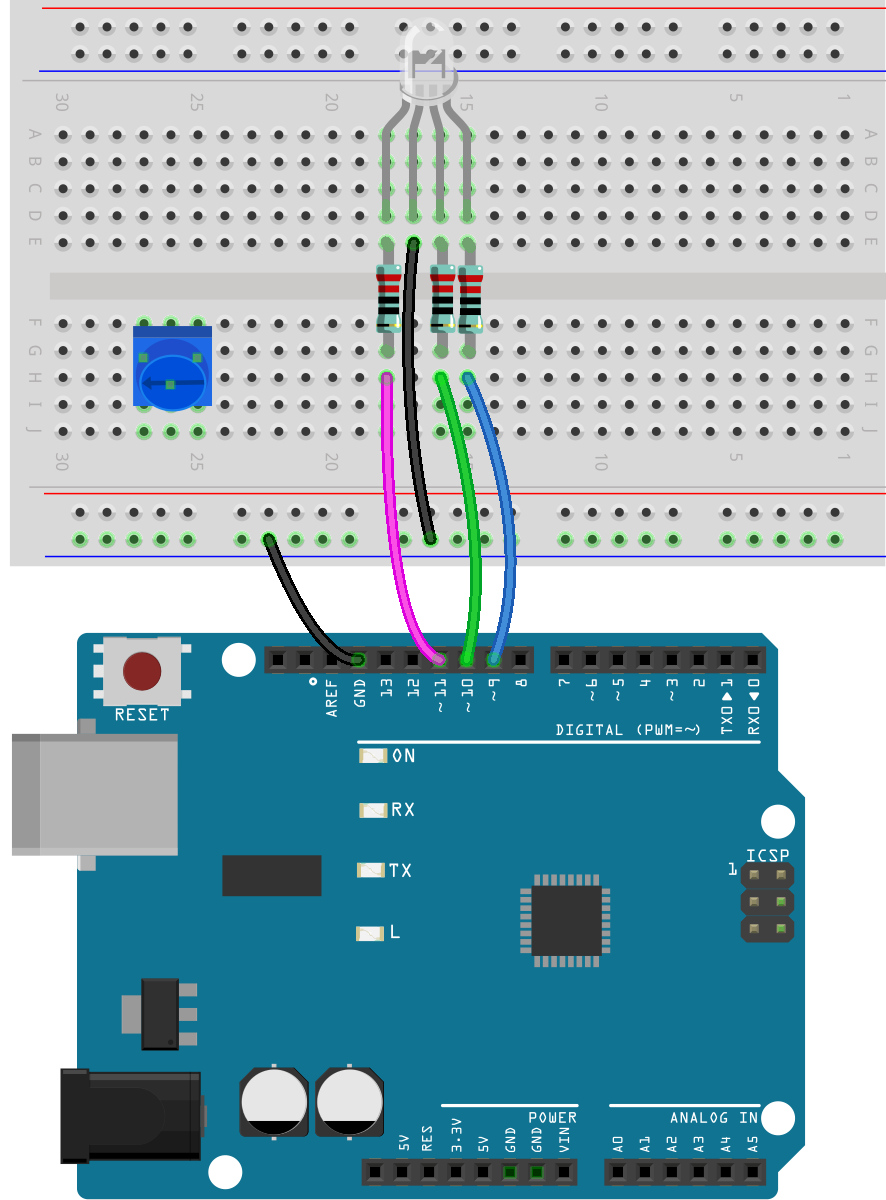 30 25 20 15 10 5 1
A A
B B
C C
D D
E E
F F
G G
H H
I I
J J
30 25 20 15 10 5 1
RESET
AREF GND 13 12 ~11 ~10 ~9 8 7 ~6 ~5 4 ~3 2 TX0▶1 RX0◀0
DIGITAL (PWM=~)
ON
RX
TX
L
ICSP
1
POWER ANALOG IN
5V RES 3.3V 5V GND GND VIN A0 A1 A2 A3 A4 A5